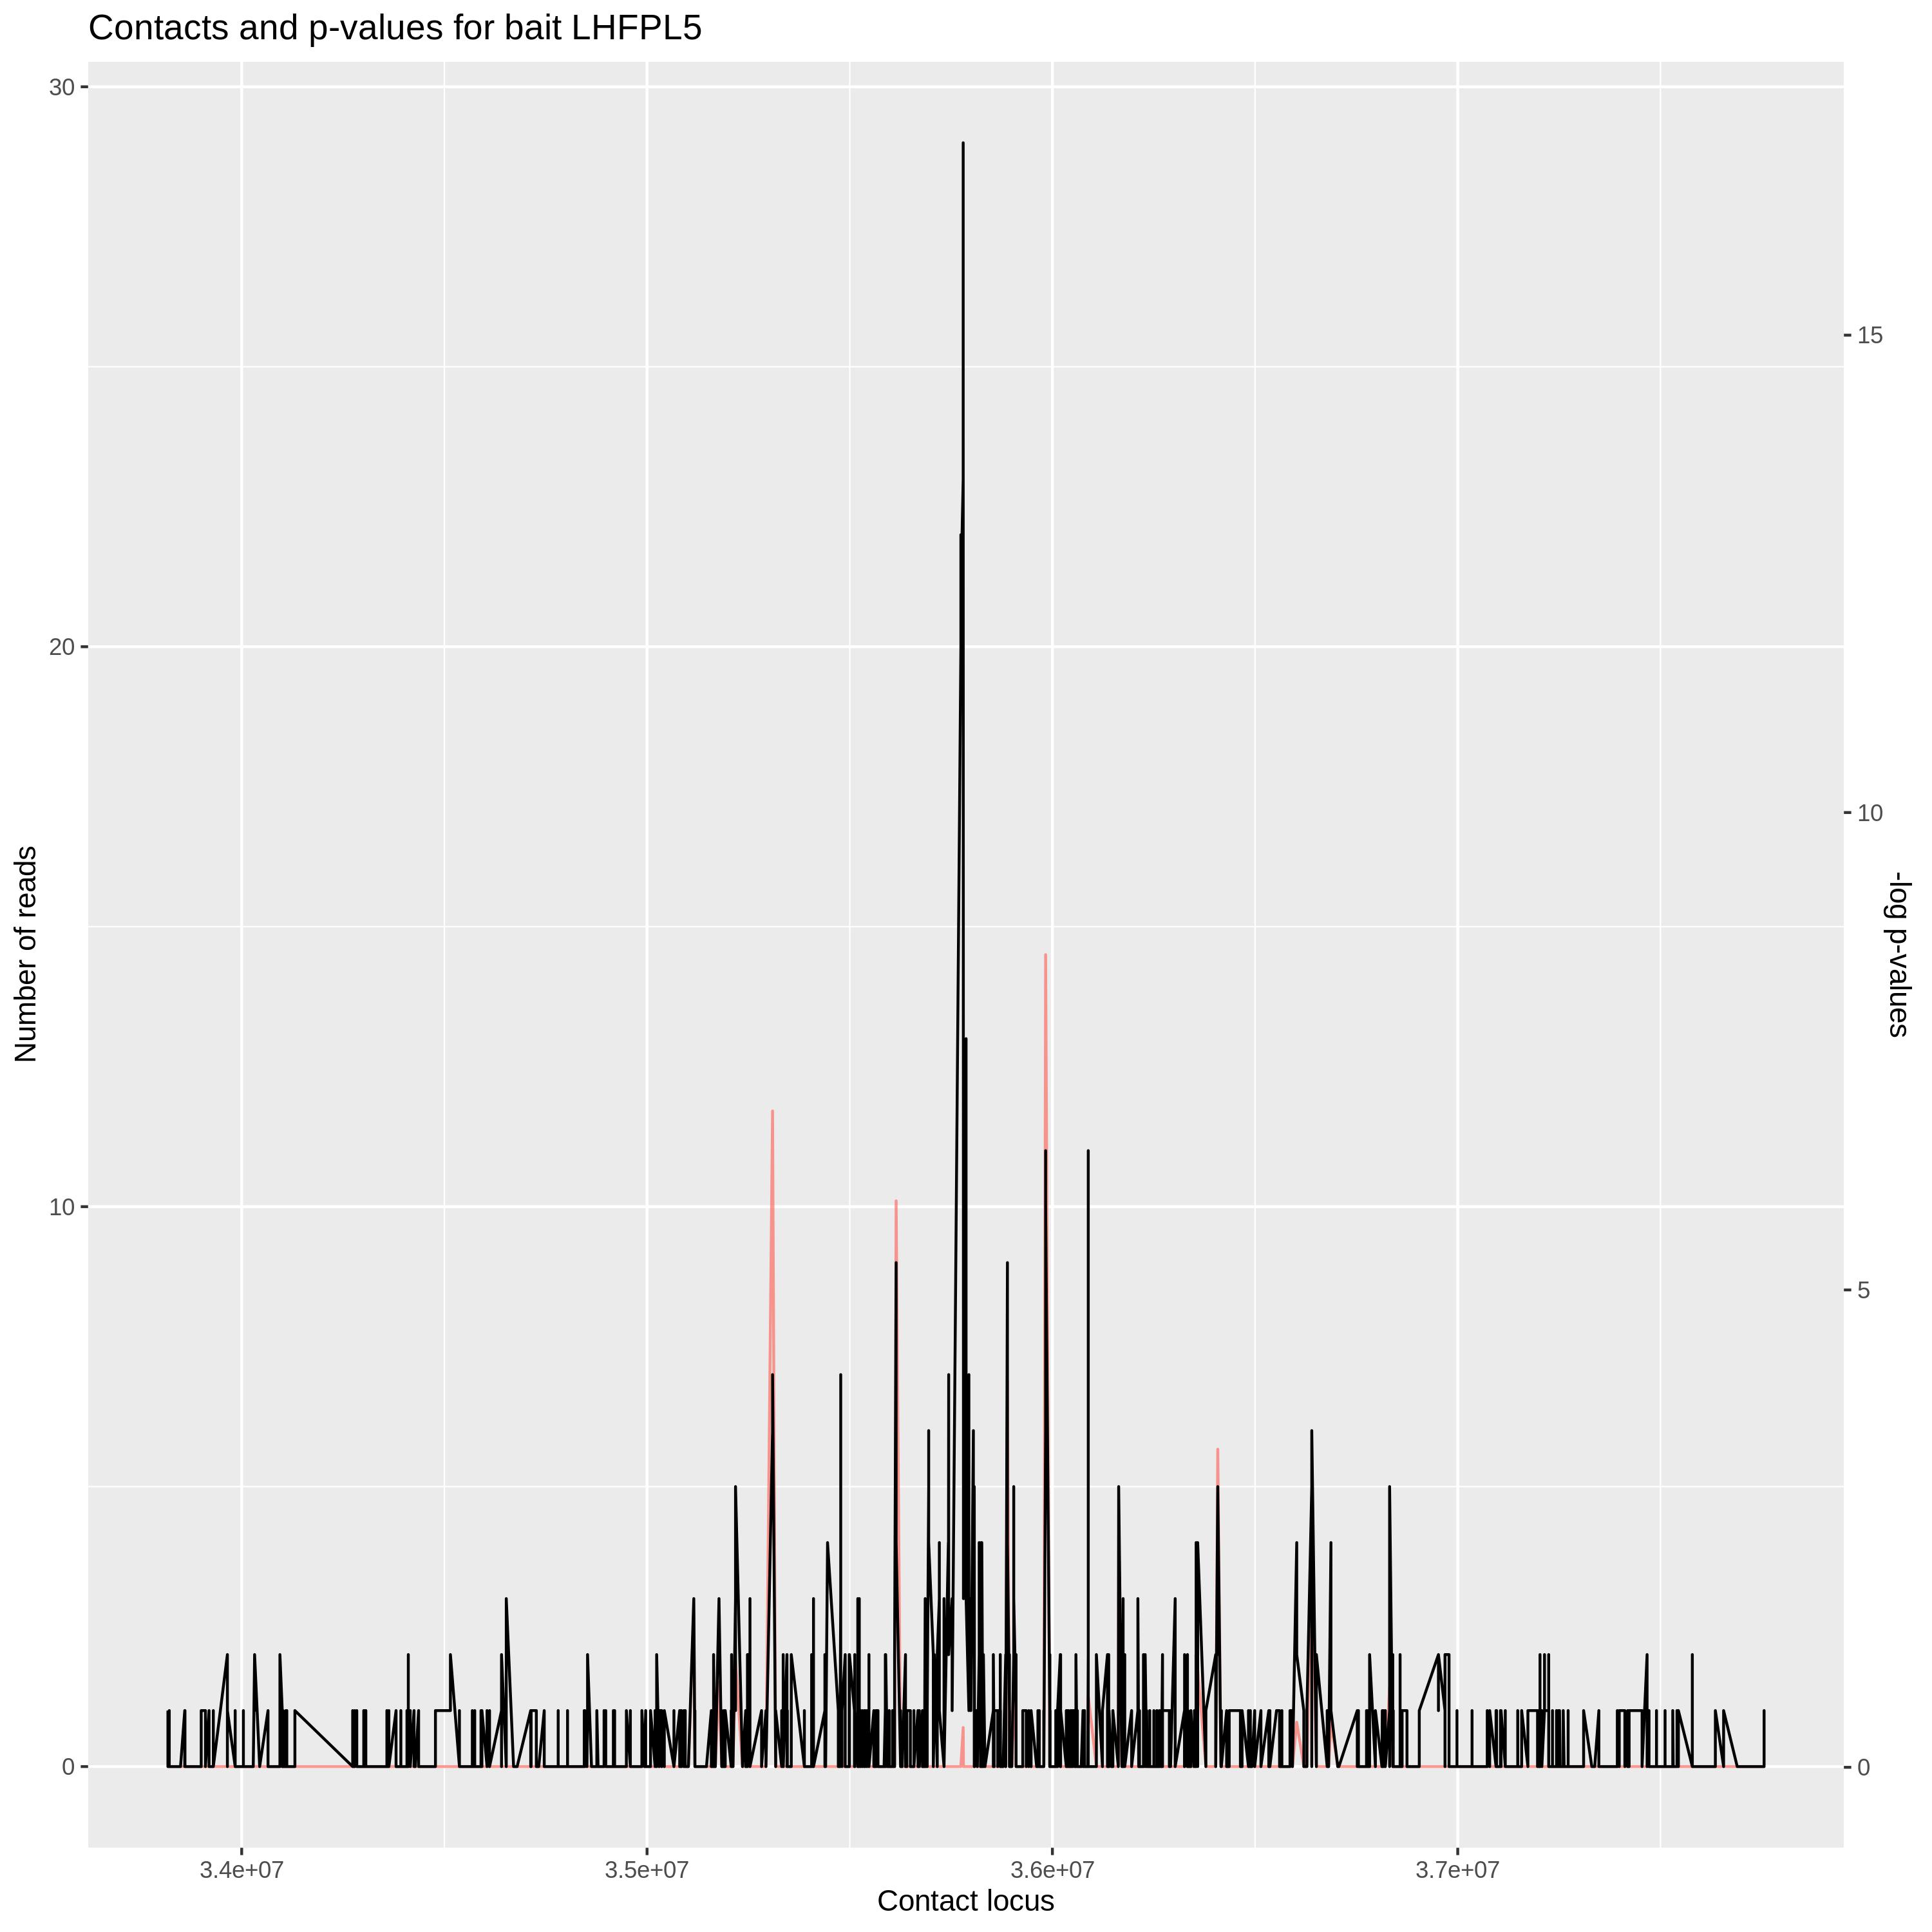 Contacts and p-values for bait LHFPL5
30
20
10
0
Number of reads
15
10
5
0
-log p-values
3.4e+07
3.5e+07
3.6e+07
3.7e+07
Contact locus